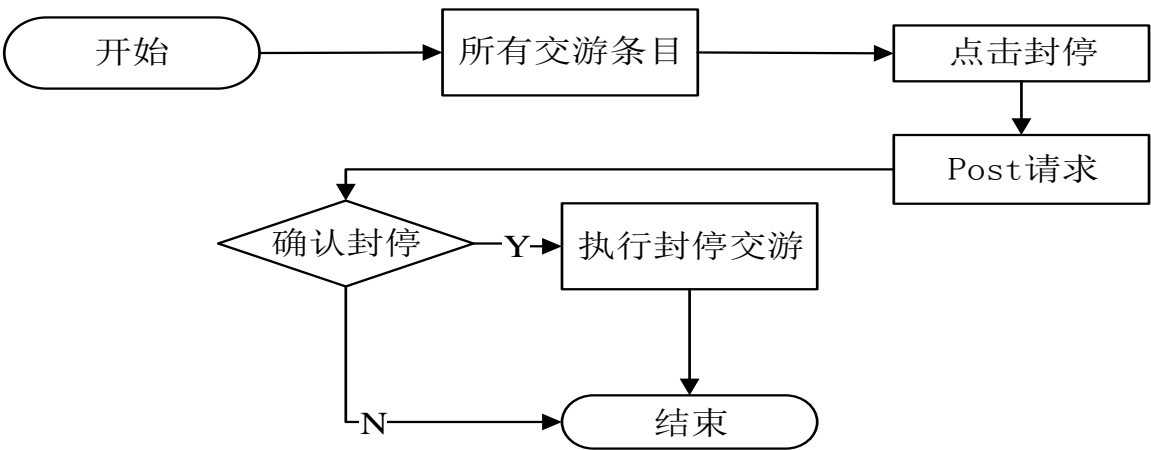 开始
所有交游条目
点击封停
Post请求
确认封停
Y
执行封停交游
N
结束